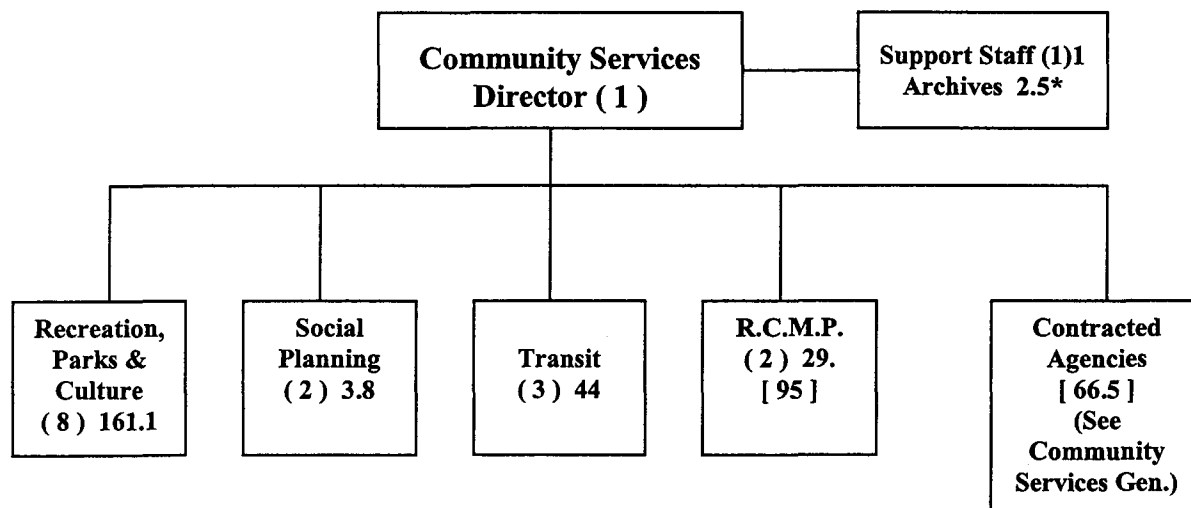 Community Services
Director ( 1 )
Support Staff (1)1
Archives 2.5*
Recreation,
Parks &
Culture
( 8 ) 161.1
Social
Planning
( 2 ) 3.8
Transit
( 3 ) 44
R.C.M.P.
( 2 ) 29.
[ 95 ]
Contracted
Agencies
[ 66.5 ]
(See
Community
Services Gen.)